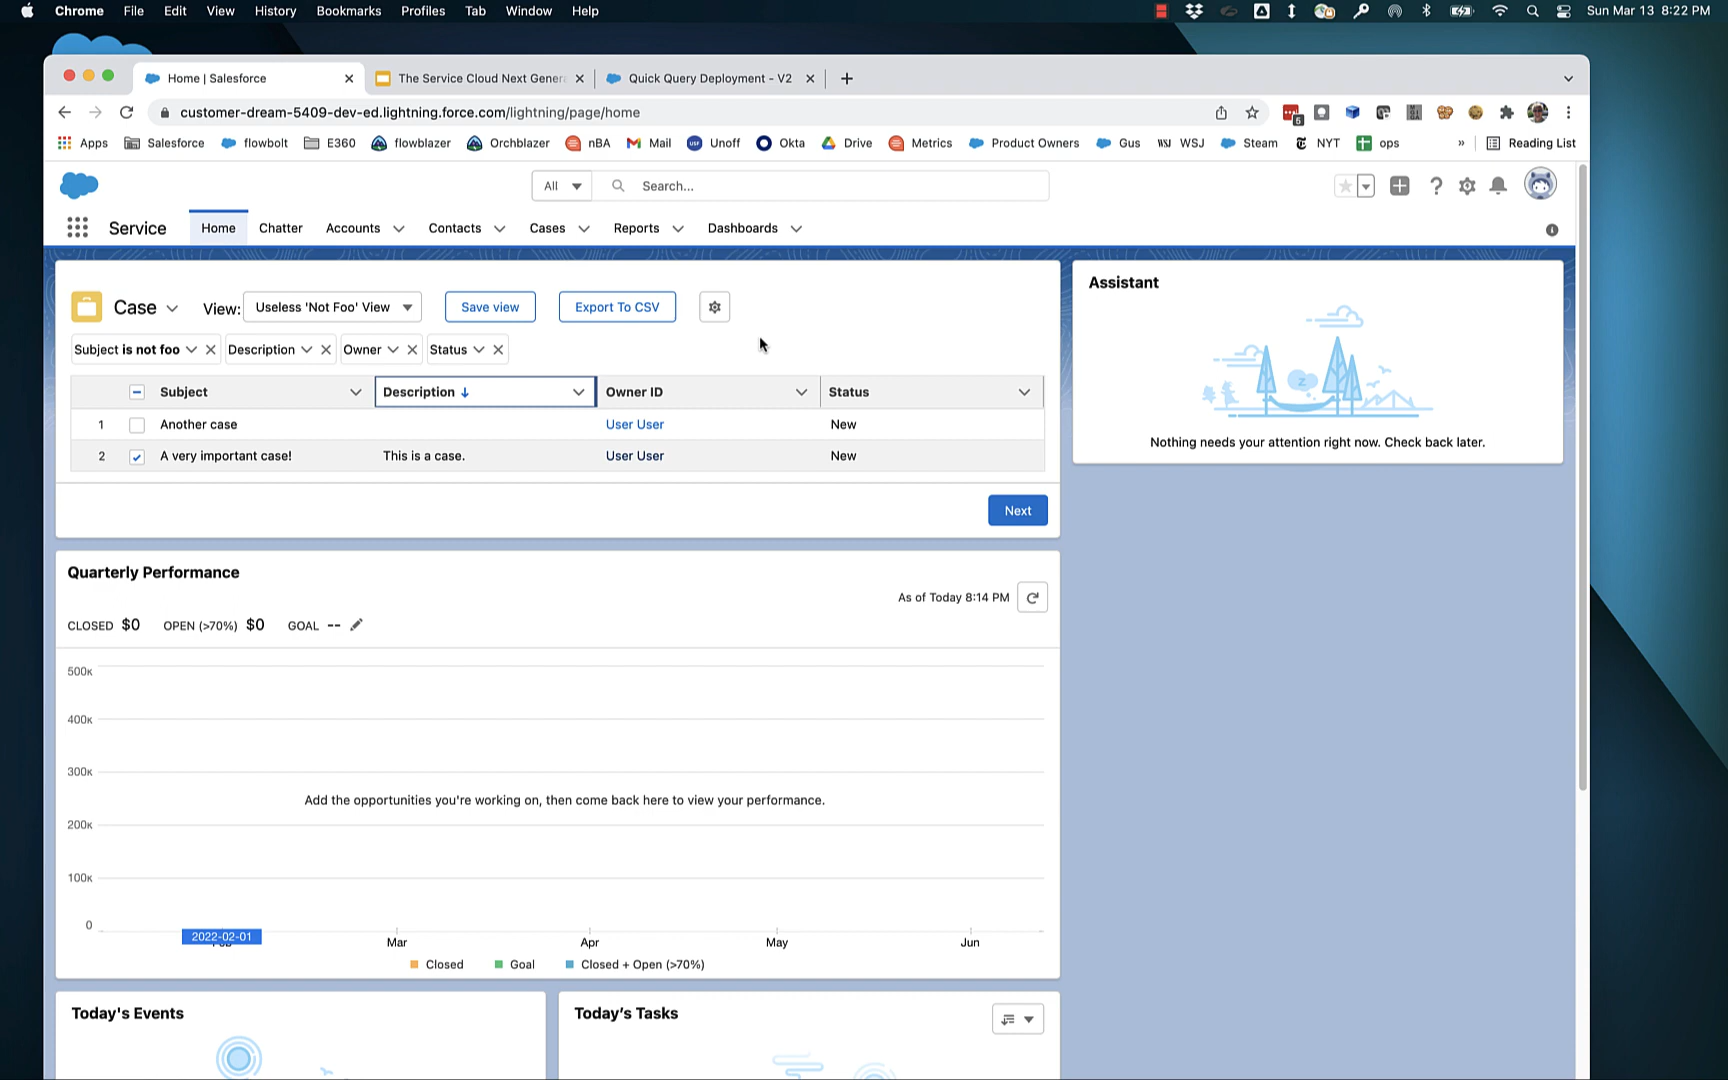 Chrome File Edit View History Bookmarks Profiles Tab Window Help Sun Mar 13 8:22 PM
Home | Salesforce The Service Cloud Next Gener Quick Query Deployment - V2
customer-dream-5409-dev-ed.lightning.force.com/lightning/page/home
Apps Salesforce flowbolt E360 flowblazer Orchblazer nBA Mail Unoff Okta Drive Metrics Product Owners Gus WSJ Steam NYT ops » Reading List
All Search...
Service Home Chatter Accounts Contacts Cases Reports Dashboards
Assistant
Case View: Useless 'Not Foo' View Save view Export To CSV
Subject is not foo Description Owner Status
Subject Description Owner ID Status
1 Another case User User New
2 A very important case! This is a case. User User New
Nothing needs your attention right now. Check back later.
Next
Quarterly Performance
As of Today 8:14 PM
CLOSED $0 OPEN (>70%) $0 GOAL --
500K
400K
300K
Add the opportunities you're working on, then come back here to view your performance.
200K
100K
0
2022-02-01
Mar Apr May Jun
Closed Goal Closed + Open (>70%)
Today's Events Today's Tasks